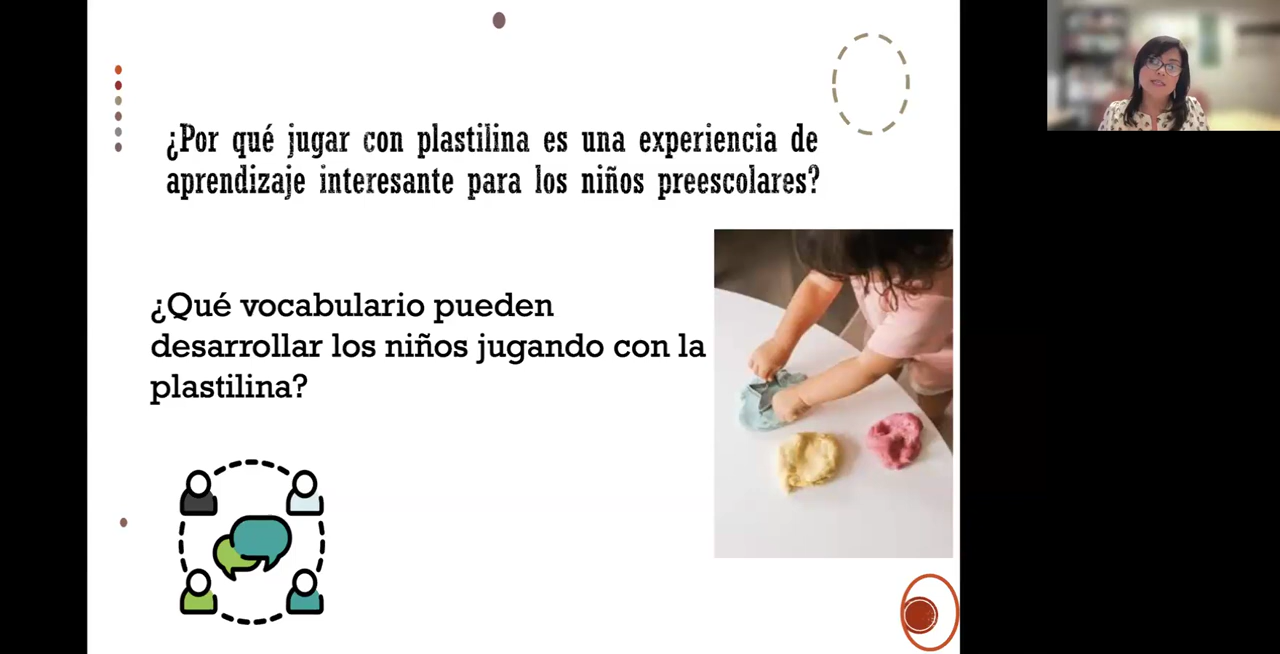 ¿Por qué jugar con plastilina es una experiencia de
aprendizaje interesante para los niños preescolares?
¿Qué vocabulario pueden
desarrollar los niños jugando con la
plastilina?